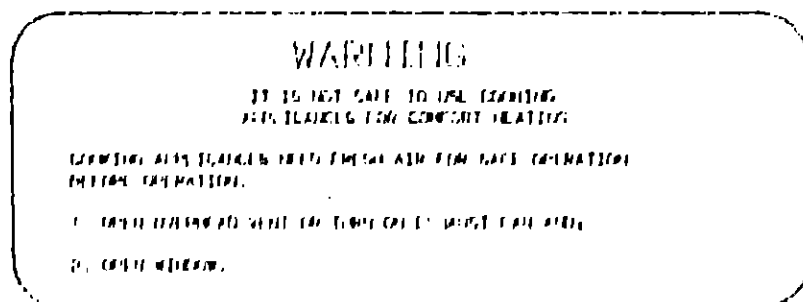 WARNING
IT IS NOT SAFE TO USE COOKING
APPLIANCES FOR COMFORT HEATING
COOKING APPLIANCES NEED FRESH AIR FOR SAFE OPERATION
BEFORE OPERATION.
1. OPEN OVERHEAD VENT OR TURN ON EXHAUST FAN AND
2. OPEN WINDOW.